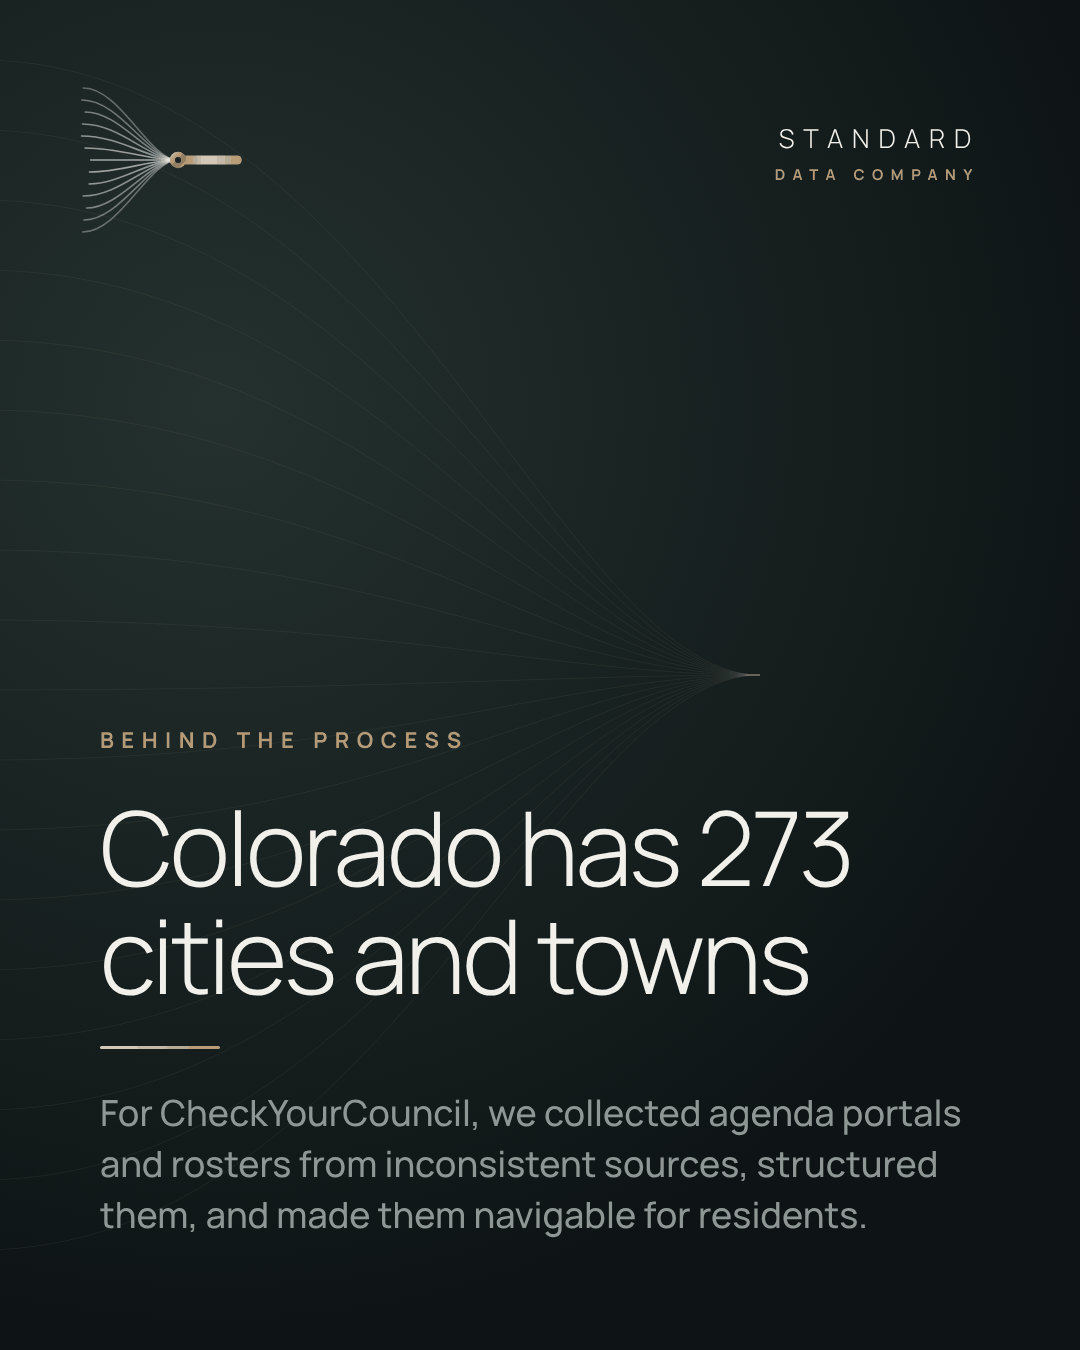 STANDARD
DATA COMPANY
BEHIND THE PROCESS
Colorado has 273
cities and towns
For CheckYourCouncil, we collected agenda portals
and rosters from inconsistent sources, structured
them, and made them navigable for residents.